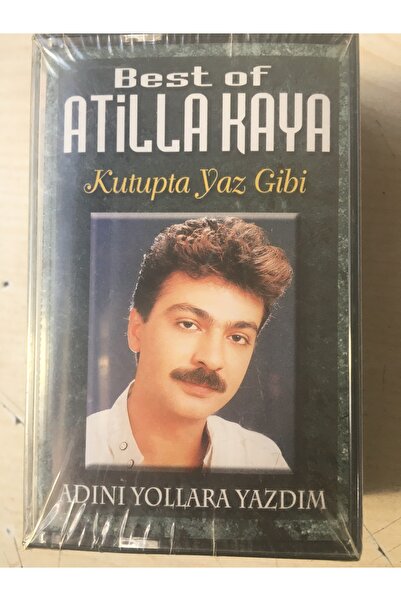 Best of
ATiLLA KAYA
Kutupta Yaz Gibi
ADINI YOLLARA YAZDIM